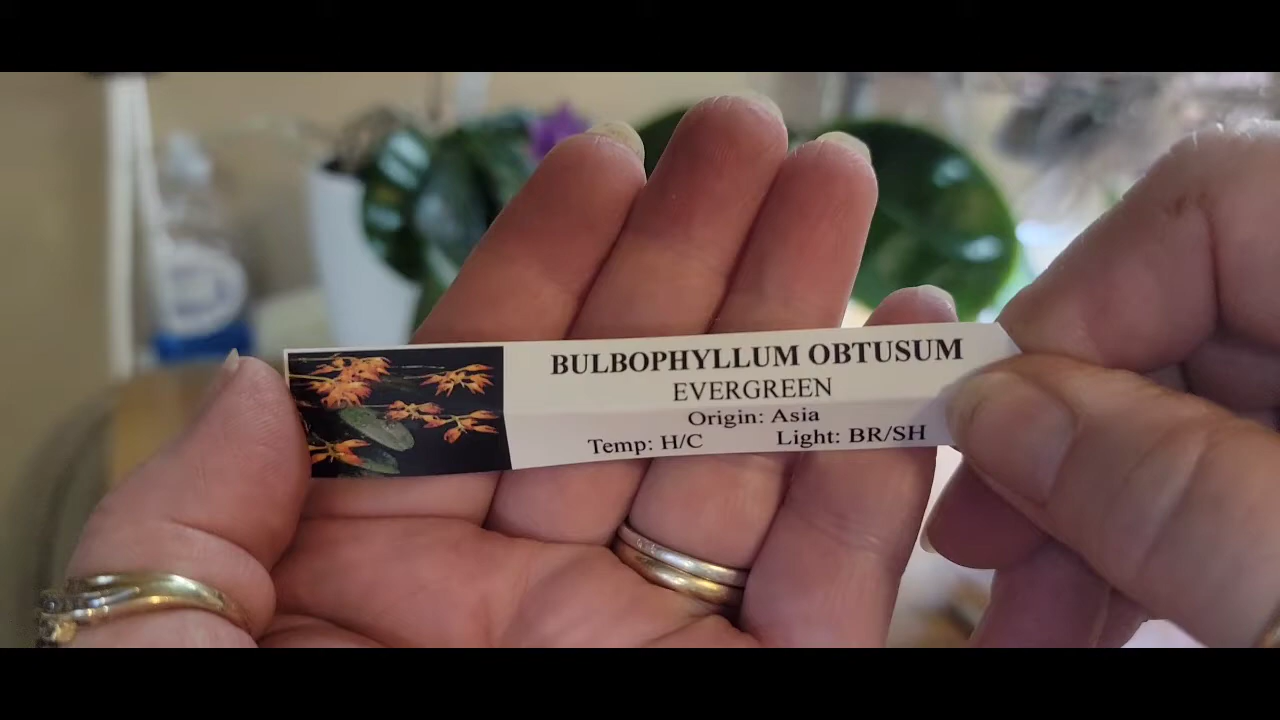 BULBOPHYLLUM OBTUSUM
EVERGREEN
Origin: Asia
Temp: H/C Light: BR/SH